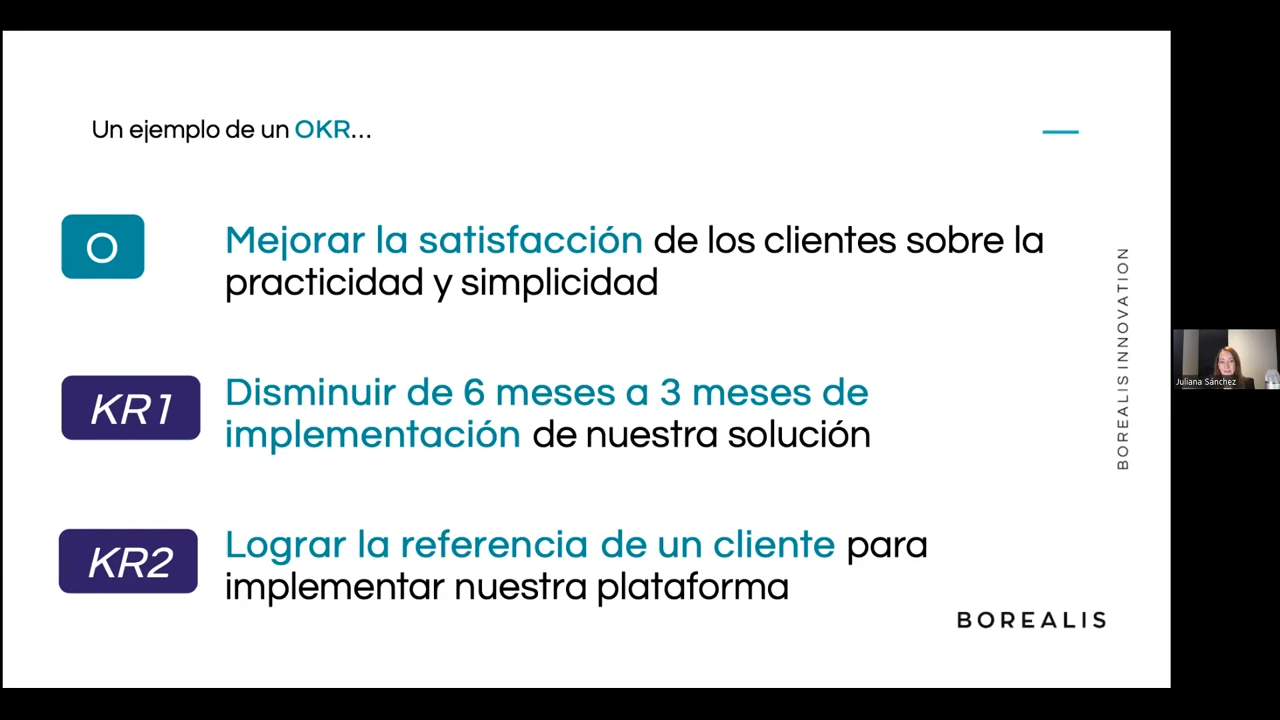 Un ejemplo de un OKR...
O
Mejorar la satisfacción de los clientes sobre la
practicidad y simplicidad
KR1
Disminuir de 6 meses a 3 meses de
implementación de nuestra solución
KR2
Lograr la referencia de un cliente para
implementar nuestra plataforma
BOREALIS
BOREALIS INNOVATION
Juliana Sánchez